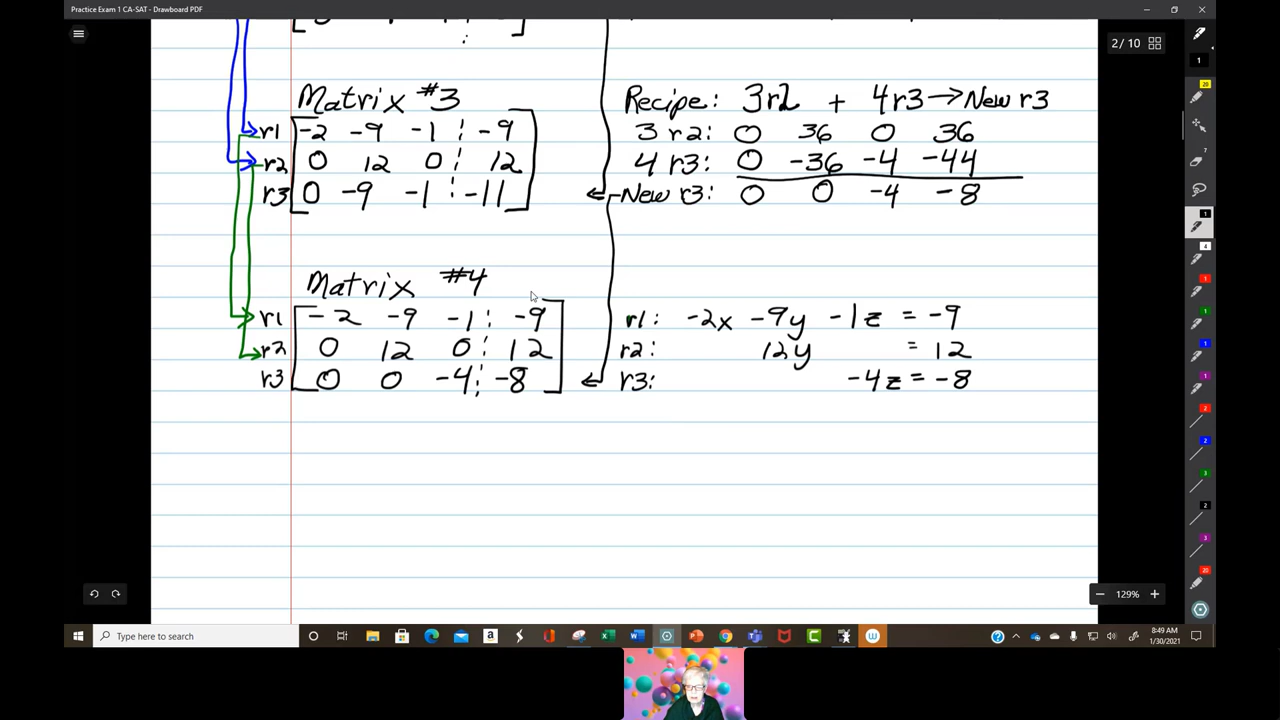 Practice Exam 1 CA-SAT - Drawboard PDF
2 / 10
Matrix #3
r1 -2 -9 -1 ¦ -9
r2 0 12 0 ¦ 12
r3 0 -9 -1 ¦ -11
Recipe: 3r2 + 4r3 → New r3
3 r2: 0 36 0 36
4 r3: 0 -36 -4 -44
New r3: 0 0 -4 -8
Matrix #4
r1 -2 -9 -1 ¦ -9
r2 0 12 0 ¦ 12
r3 0 0 -4 ¦ -8
r1: -2x -9y -1z = -9
r2: 12y = 12
r3: -4z = -8
129%
Type here to search
8:49 AM
1/30/2021